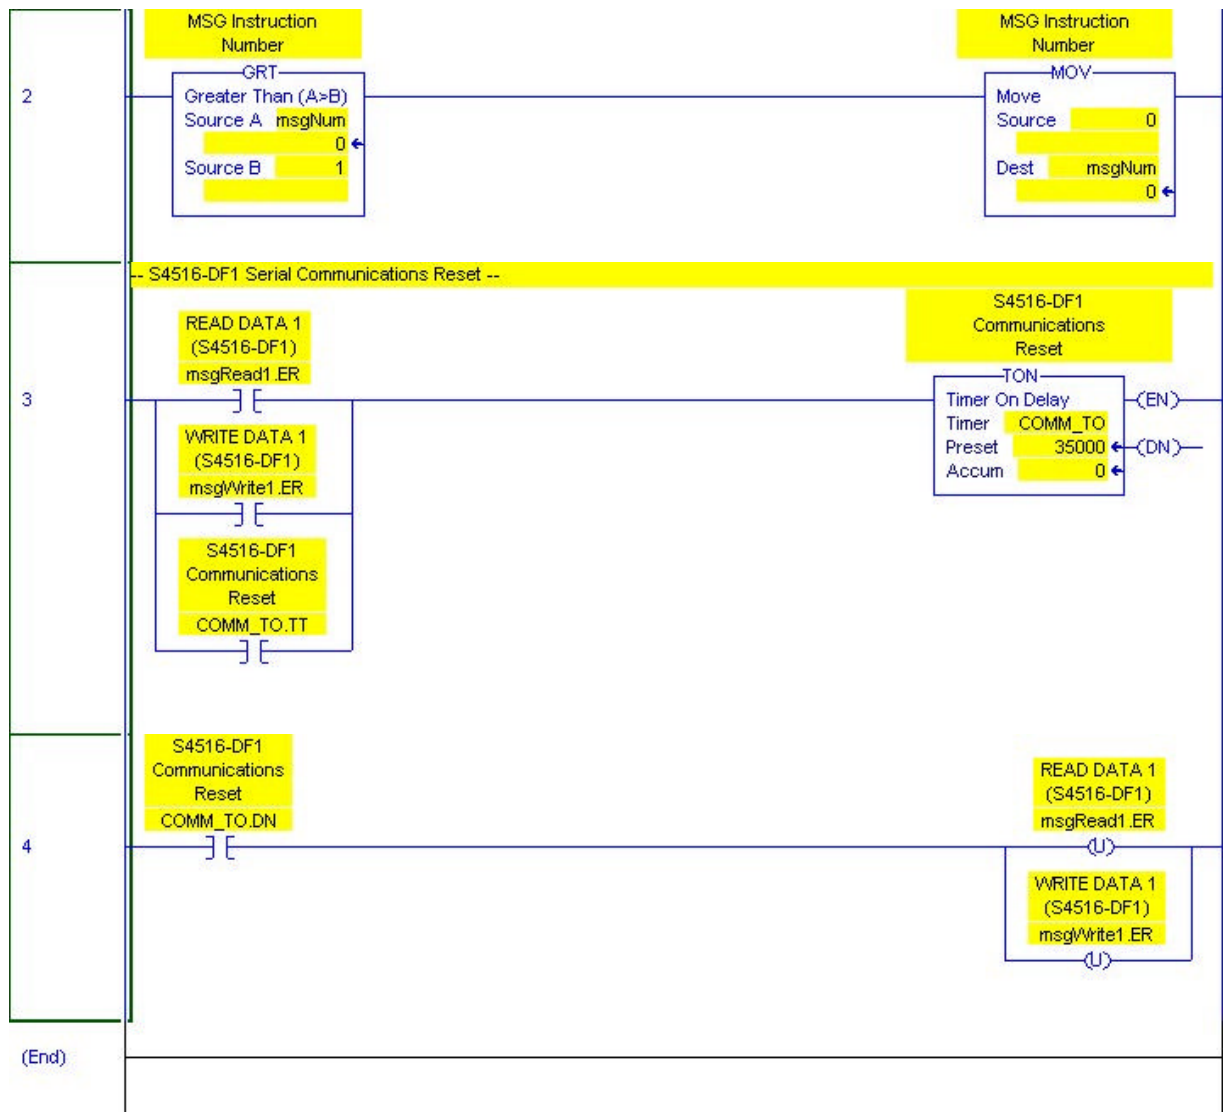 MSG Instruction
Number
MSG Instruction
Number
GRT
MOV
2
Greater Than (A>B)
Move
Source A msgNum
Source 0
0
Source B 1
Dest msgNum
0
-- S4516-DF1 Serial Communications Reset --
S4516-DF1
Communications
Reset
READ DATA 1
(S4516-DF1)
msgRead1.ER
TON
3
Timer On Delay
(EN)
Timer COMM_TO
Preset 35000
(DN)
Accum 0
WRITE DATA 1
(S4516-DF1)
msgWrite1.ER
S4516-DF1
Communications
Reset
COMM_TO.TT
S4516-DF1
Communications
Reset
COMM_TO.DN
READ DATA 1
(S4516-DF1)
msgRead1.ER
4
(U)
WRITE DATA 1
(S4516-DF1)
msgWrite1.ER
(U)
(End)